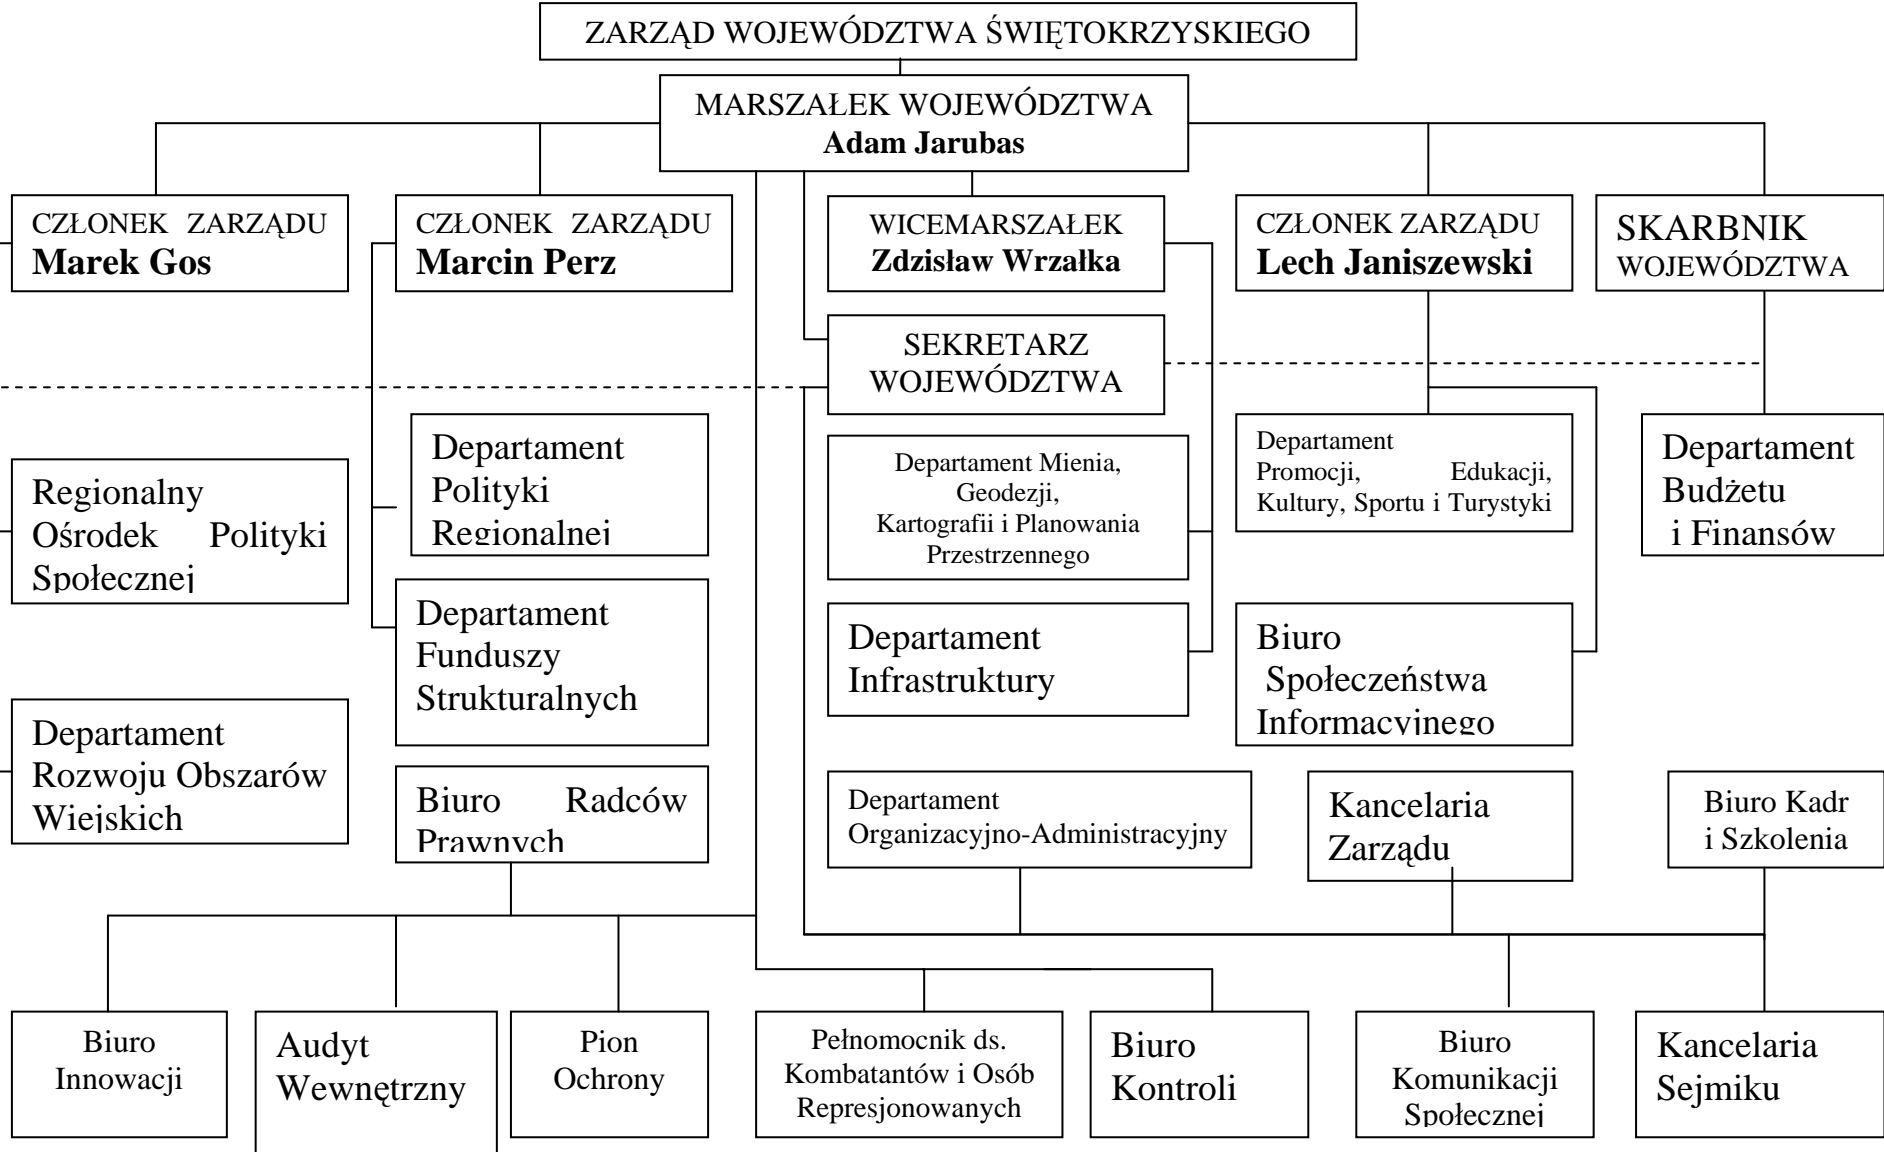 ZARZĄD WOJEWÓDZTWA ŚWIĘTOKRZYSKIEGO
MARSZAŁEK WOJEWÓDZTWA
Adam Jarubas
CZŁONEK ZARZĄDU
Marek Gos
CZŁONEK ZARZĄDU
Marcin Perz
WICEMARSZAŁEK
Zdzisław Wrzałka
CZŁONEK ZARZĄDU
Lech Janiszewski
SKARBNIK
WOJEWÓDZTWA
SEKRETARZ
WOJEWÓDZTWA
Regionalny
Ośrodek Polityki
Społecznej
Departament
Polityki
Regionalnej
Departament Mienia,
Geodezji,
Kartografii i Planowania
Przestrzennego
Departament
Promocji, Edukacji,
Kultury, Sportu i Turystyki
Departament
Budżetu
i Finansów
Departament
Funduszy
Strukturalnych
Departament
Infrastruktury
Biuro
Społeczeństwa
Informacyjnego
Departament
Rozwoju Obszarów
Wiejskich
Biuro Radców
Prawnych
Departament
Organizacyjno-Administracyjny
Kancelaria
Zarządu
Biuro Kadr
i Szkolenia
Biuro
Innowacji
Audyt
Wewnętrzny
Pion
Ochrony
Pełnomocnik ds.
Kombatantów i Osób
Represjonowanych
Biuro
Kontroli
Biuro
Komunikacji
Społecznej
Kancelaria
Sejmiku